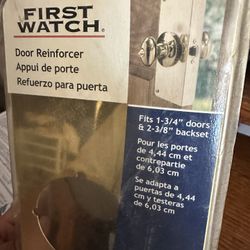 FIRST
WATCH®
Door Reinforcer
Appui de porte
Refuerzo para puerta
Fits 1-3/4" doors
& 2-3/8" backset
Pour les portes
de 4,44 cm et
contrepartie
de 6,03 cm
Se adapta a
puertas de 4,44
cm y testeras
de 6,03 cm